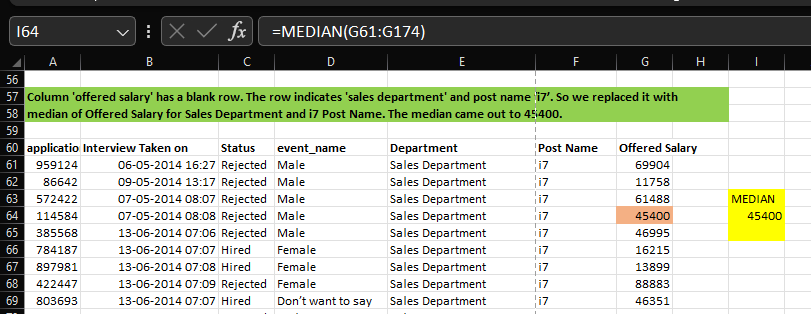 I64 fx =MEDIAN(G61:G174)
A B C D E F G H I
56
57 Column 'offered salary' has a blank row. The row indicates 'sales department' and post name 'i7'. So we replaced it with
58 median of Offered Salary for Sales Department and i7 Post Name. The median came out to 45400.
59
60 applicatio Interview Taken on Status event_name Department Post Name Offered Salary
61 959124 06-05-2014 16:27 Rejected Male Sales Department i7 69904
62 86642 09-05-2014 13:17 Rejected Male Sales Department i7 11758
63 572422 07-05-2014 08:07 Rejected Male Sales Department i7 61488 MEDIAN
64 114584 07-05-2014 08:08 Rejected Male Sales Department i7 45400 45400
65 385568 13-06-2014 07:06 Rejected Male Sales Department i7 46995
66 784187 13-06-2014 07:07 Hired Female Sales Department i7 16215
67 897981 13-06-2014 07:08 Hired Female Sales Department i7 13899
68 422447 13-06-2014 07:09 Rejected Female Sales Department i7 88883
69 803693 13-06-2014 07:07 Hired Don't want to say Sales Department i7 46351